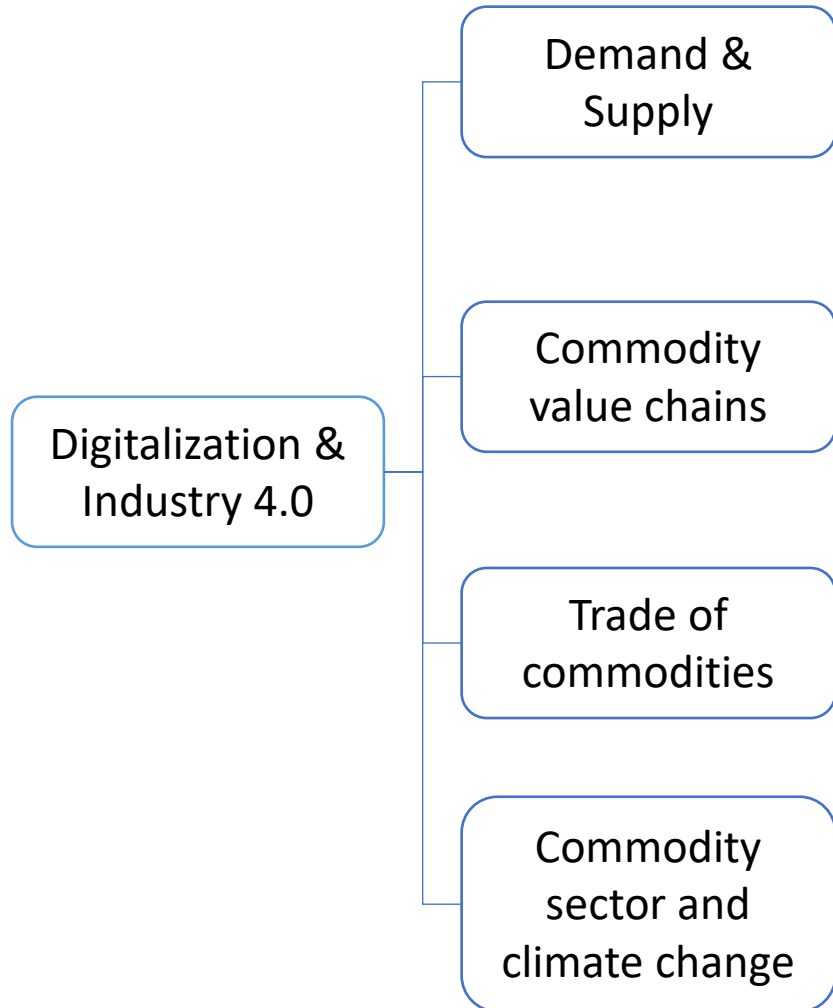 Demand &
Supply
Commodity
value chains
Digitalization &
Industry 4.0
Trade of
commodities
Commodity
sector and
climate change